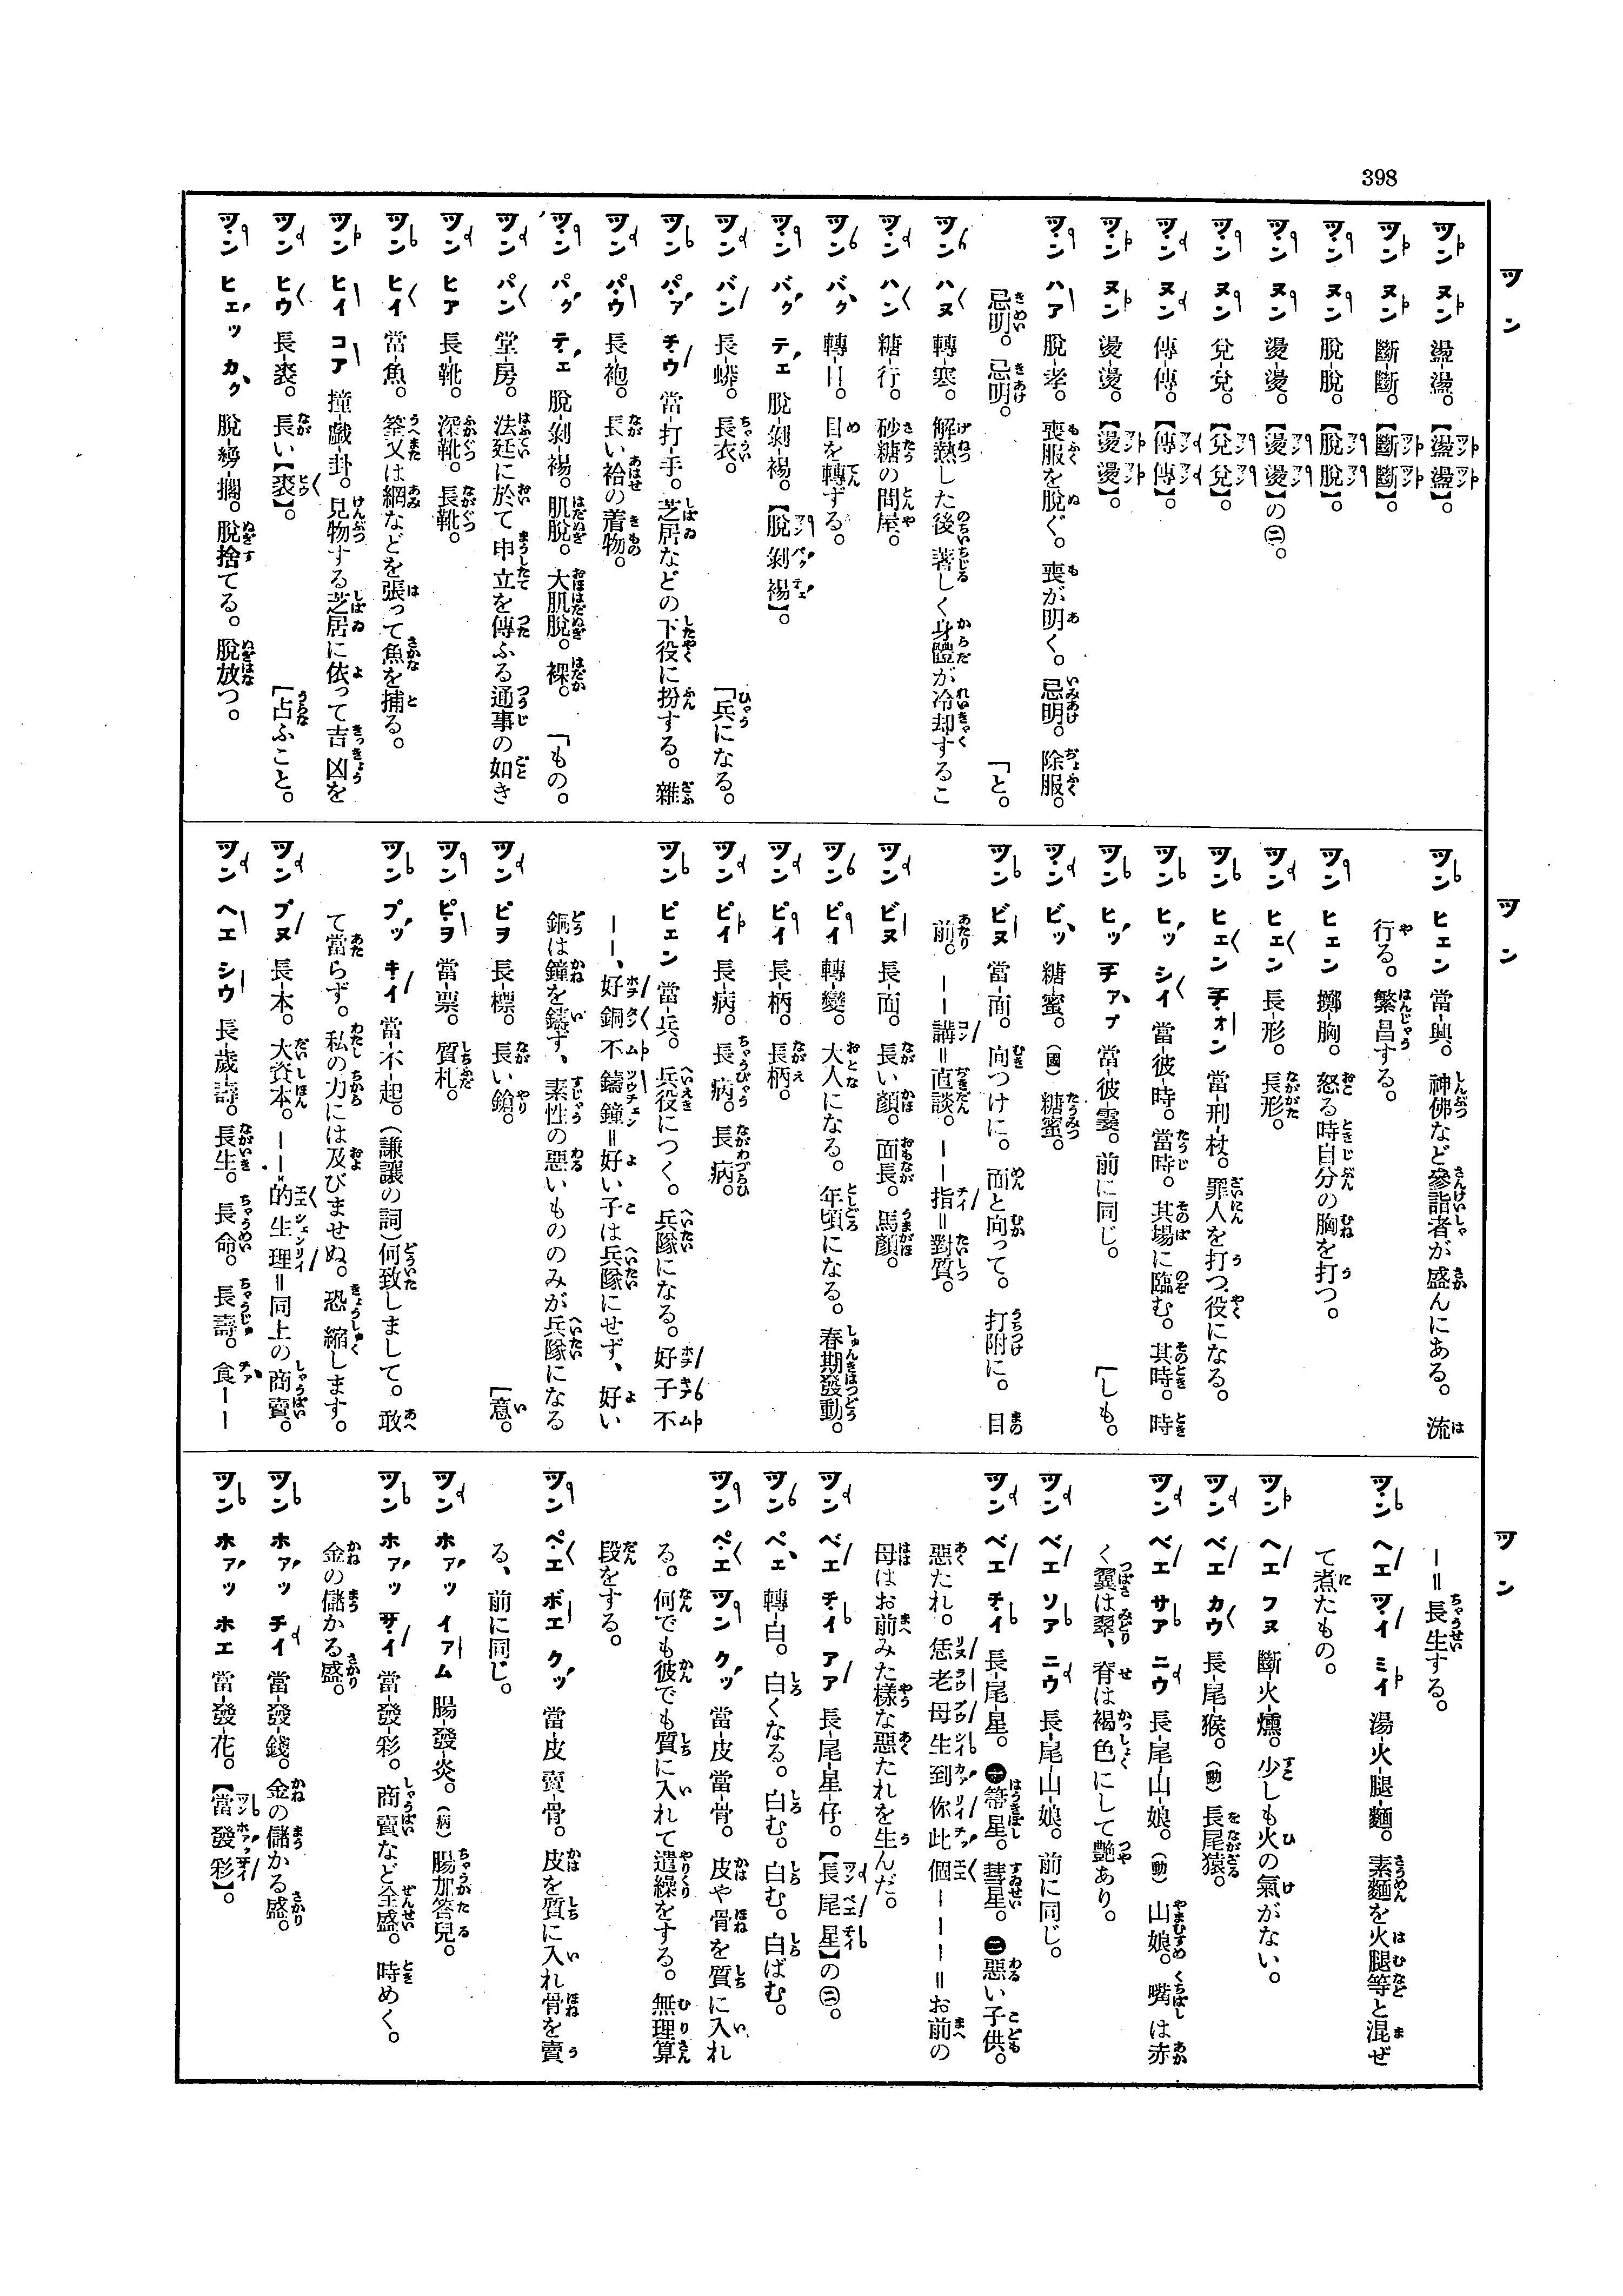 398
ツン
ツン
ツン
ツン ヌン 盪-盪。【盪盪】。
ツン ヌン 斷-斷。【斷斷】。
ツン ヌン 脫-脫。【脫脫】。
ツン ヌン 燙-燙。【燙燙】の㊁。
ツン ヌン 兌-兌。【兌兌】。
ツン ヌン 傳-傳。【傳傳】。
ツン ヌン 燙-燙。【燙燙】。
ツン ハア 脫-孝。喪服を脫ぐ。喪が明く。忌明。除服。
忌明。忌明。 「と。
ツン ハヌ 轉-寒。解熱した後著しく身體が冷却するこ
ツン ハン 糖-行。砂糖の問屋。
ツン バク 轉-目。目を轉ずる。
ツン バク テエ 脫-剝-裼。【脫剝裼】。
ツン バン 長-蟒。長衣。 「兵になる。
ツン パア チウ 當-打-手。芝居などの下役に扮する。雜
ツン パウ 長-袍。長い袷の着物。
ツン パク テエ 脫-剝-裼。肌脫。大肌脫。裸。 「もの。
ツン パン 堂-房。法廷に於て申立を傳ふる通事の如き
ツン ヒア 長-靴。深靴。長靴。
ツン ヒイ 當-魚。筌又は網などを張って魚を捕る。
ツン ヒイ コア 撞-戲-卦。見物する芝居に依って吉凶を
ツン ヒウ 長-裘。長い【裘】。 「占ふこと。
ツン ヒエッ カク 脫-㧒-擱。脫捨てる。脫放つ。
ツン ヒェン 當-興。神佛など參詣者が盛んにある。流
行る。繁昌する。
ツン ヒェン 擲-胸。怒る時自分の胸を打つ。
ツン ヒェン 長-形。長形。
ツン ヒェン チォン 當-刑-杖。罪人を打つ役になる。
ツン ヒッ シイ 當-彼-時。當時。其場に臨む。其時。時
ツン ヒッ チァプ 當-彼-霎。前に同じ。 「しも。
ツン ビッ 糖-蜜。(國) 糖蜜。
ツン ビヌ 當-面。向つけに。面と向って。打附に。目
前。——講=直談。——指=對質。
ツン ビヌ 長-面。長い顏。面長。馬顏。
ツン ピイ 轉-變。大人になる。年頃になる。春期發動。
ツン ピイ 長-柄。長柄。
ツン ピイ 長-病。長病。長病。
ツン ピェン 當-兵。兵役につく。兵隊になる。好子不
——、好銅不鑄鐘=好い子は兵隊にせず、好い
銅は鐘を鑄ず、素性の惡いもののみが兵隊になる
ツン ピヲ 長-標。長い鎗。 「意。
ツン ピヲ 當-票。質札。
ツン プッ キイ 當-不-起。(謙讓の詞)何致しまして。敢
て當らず。私の力には及びませぬ。恐縮します。
ツン プヌ 長-本。大資本。——的生理=同上の商賣。
ツン ヘエ シウ 長-歲-壽。長生。長命。長壽。食——
——=長生する。
ツン ヘエ ツイ ミイ 湯-火-腿-麵。素麵を火腿等と混ぜ
て煮たもの。
ツン ヘエ フヌ 斷-火-燻。少しも火の氣がない。
ツン ベエ カウ 長-尾-猴。(動) 長尾猿。
ツン ベエ サア ニウ 長-尾-山-娘。(動) 山娘。嘴は赤
く翼は翠、脊は褐色にして艷あり。
ツン ベエ ソア ニウ 長-尾-山-娘。前に同じ。
ツン ベエ チイ 長-尾-星。㊀箒星。彗星。㊁惡い子供。
惡たれ。恁老母生到你此個———=お前の
母はお前みた樣な惡たれを生んだ。
ツン ベエ チイ アア 長-尾-星-仔。【長尾星】の㊁。
ツン ペエ 轉-白。白くなる。白む。白む。白ばむ。
ツン ペエ ツン クッ 當-皮-當-骨。皮や骨を質に入れ
る。何でも彼でも質に入れて遣繰をする。無理算
段をする。
ツン ペエ ボエ クッ 當-皮-賣-骨。皮を質に入れ骨を賣
る、前に同じ。
ツン ホァッ イァム 腸-發-炎。(病) 腸加答兒。
ツン ホァッ サイ 當-發-彩。商賣など全盛。時めく。
金の儲かる盛。
ツン ホァッ チイ 當-發-錢。金の儲かる盛。
ツン ホァッ ホエ 當-發-花。【當發彩】。